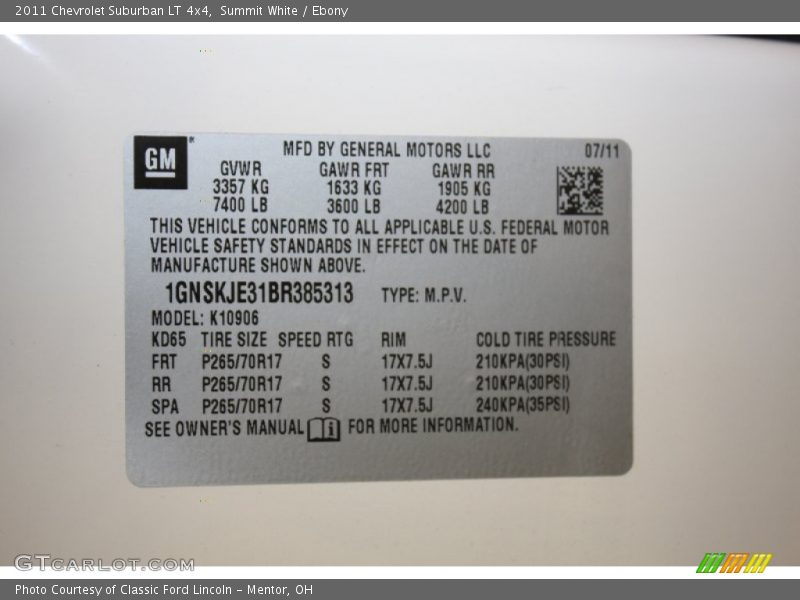 2011 Chevrolet Suburban LT 4x4, Summit White / Ebony
GM
MFD BY GENERAL MOTORS LLC 07/11
GVWR GAWR FRT GAWR RR
3357 KG 1633 KG 1905 KG
7400 LB 3600 LB 4200 LB
THIS VEHICLE CONFORMS TO ALL APPLICABLE U.S. FEDERAL MOTOR
VEHICLE SAFETY STANDARDS IN EFFECT ON THE DATE OF
MANUFACTURE SHOWN ABOVE.
1GNSKJE31BR385313 TYPE: M.P.V.
MODEL: K10906
KD65 TIRE SIZE SPEED RTG RIM COLD TIRE PRESSURE
FRT P265/70R17 S 17X7.5J 210KPA(30PSI)
RR P265/70R17 S 17X7.5J 210KPA(30PSI)
SPA P265/70R17 S 17X7.5J 240KPA(35PSI)
SEE OWNER'S MANUAL i FOR MORE INFORMATION.
GTCARLOT.COM
Photo Courtesy of Classic Ford Lincoln - Mentor, OH